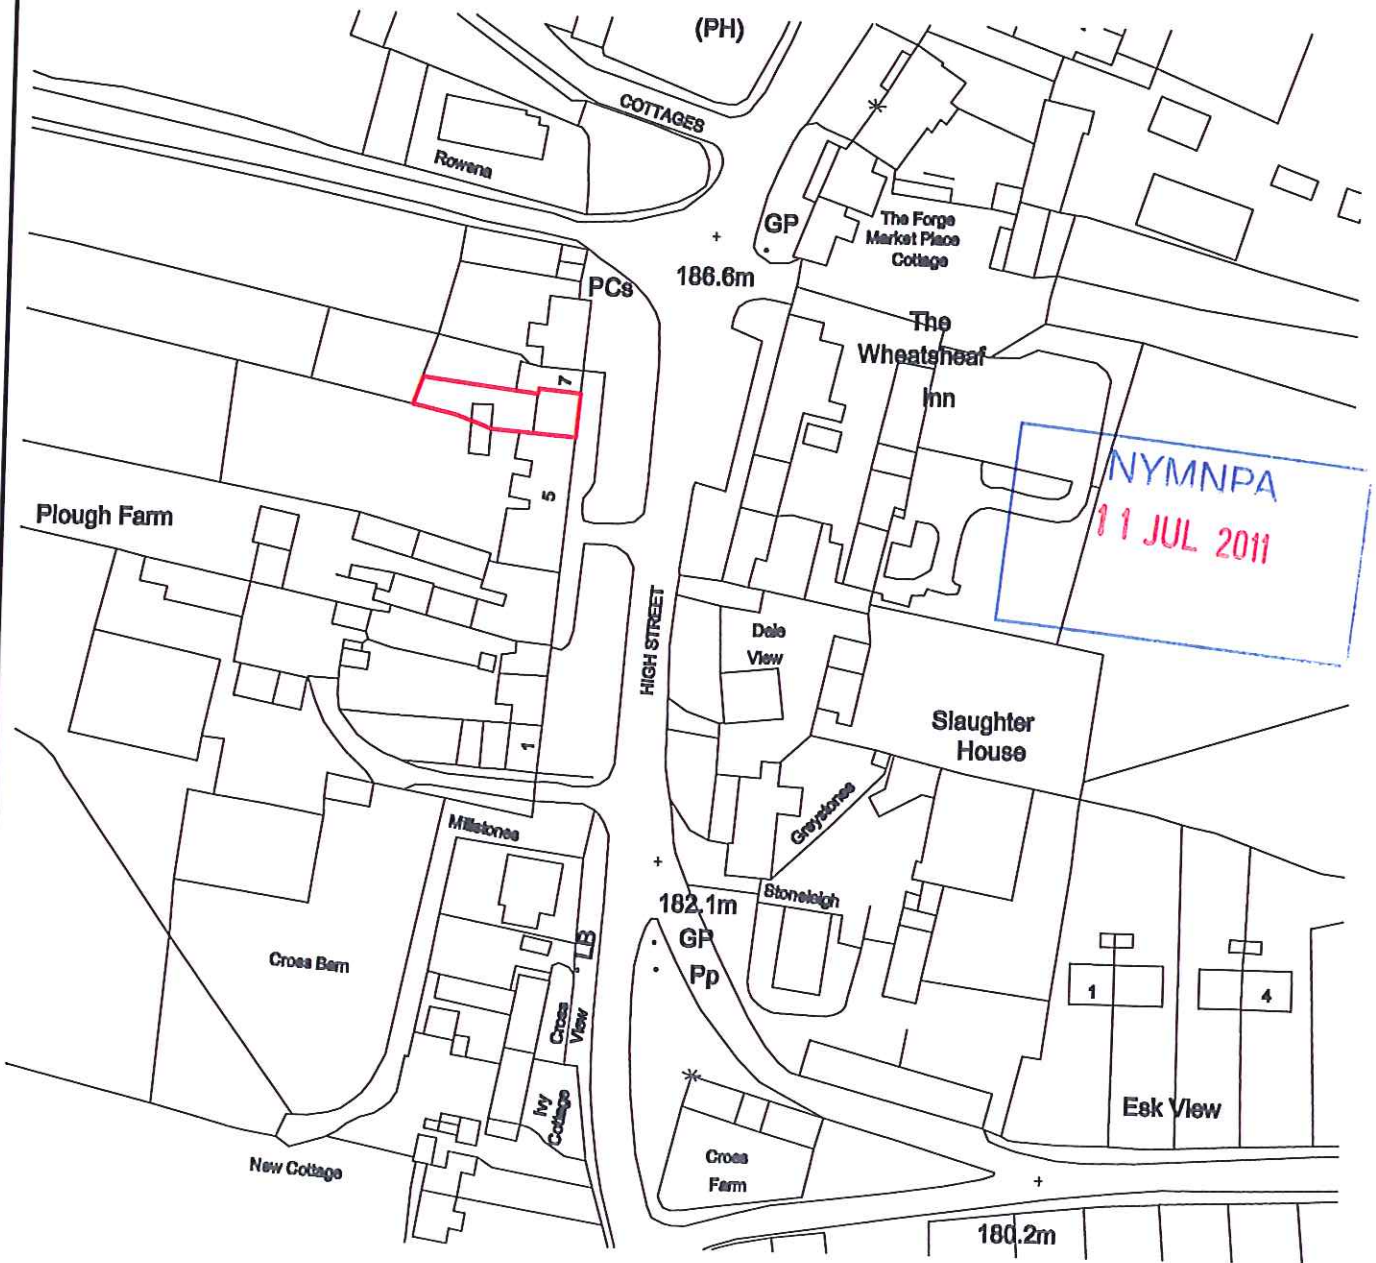 (PH)
COTTAGES
Rowena
GP
The Forge
Market Place
Cottage
PCs
186.6m
The
Wheatsheaf
Inn
7
NYMNPA
11 JUL 2011
5
Plough Farm
HIGH STREET
Dale
View
Slaughter
House
1
Greystones
Millstones
Stoneleigh
182.1m
GP
Pp
LB
Cross Barn
Cross
View
1
4
Ivy
Cottage
Esk View
New Cottage
Cross
Farm
180.2m